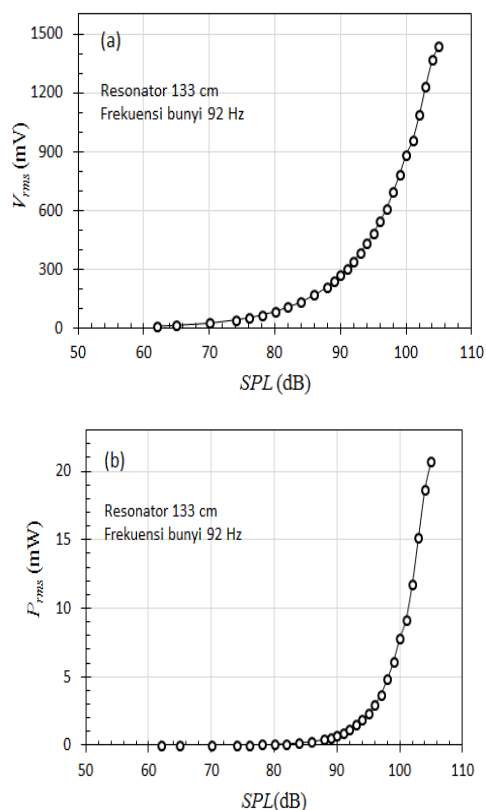 (a)
Resonator 133 cm
Frekuensi bunyi 92 Hz
V_rms (mV)
1500
1200
900
600
300
0
50 60 70 80 90 100 110
SPL (dB)
(b)
Resonator 133 cm
Frekuensi bunyi 92 Hz
P_rms (mW)
20
15
10
5
0
50 60 70 80 90 100 110
SPL(dB)